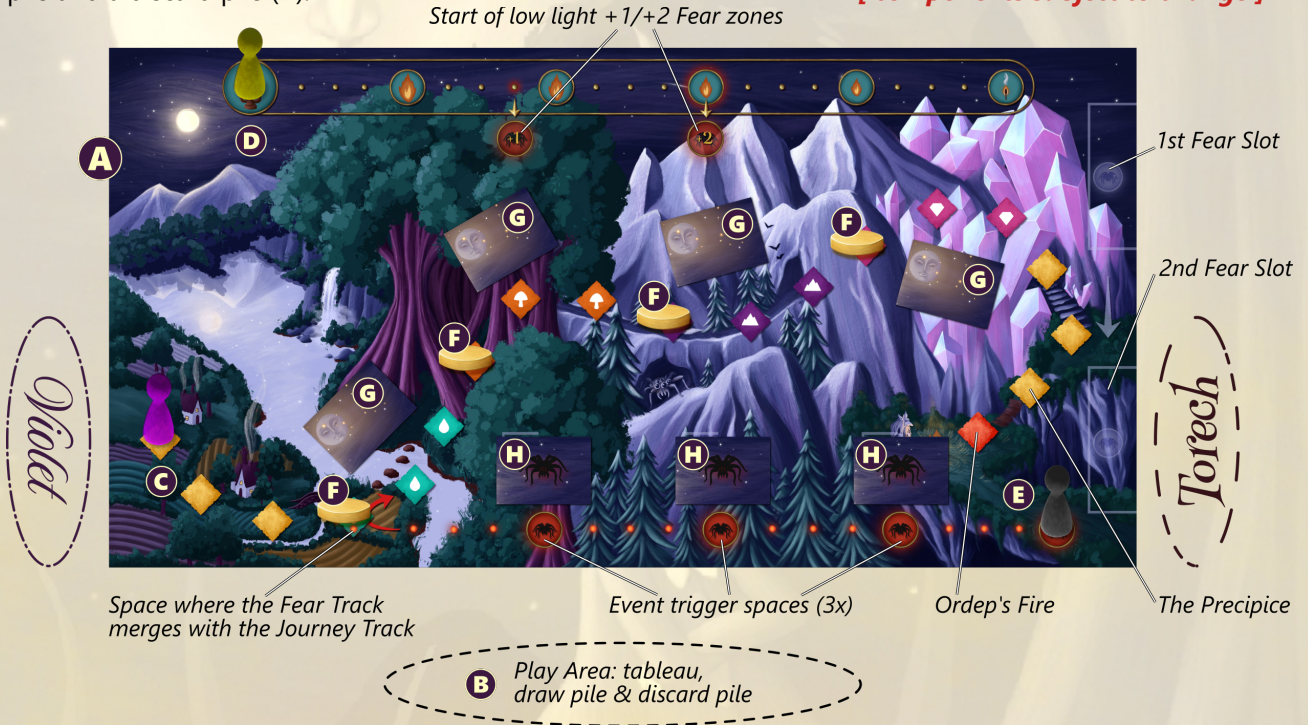 Start of low light +1/+2 Fear zones
A
D
+1
+2
1st Fear Slot
G
G
F
G
2nd Fear Slot
F
F
G
Violet
Torech
C
F
H
H
H
E
Space where the Fear Track
merges with the Journey Track
Event trigger spaces (3x)
Ordep's Fire
The Precipice
B
Play Area: tableau,
draw pile & discard pile